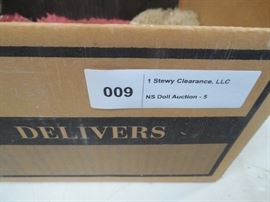 009
1 Stewy Clearance, LLC
NS Doll Auction - 5
DELIVERS